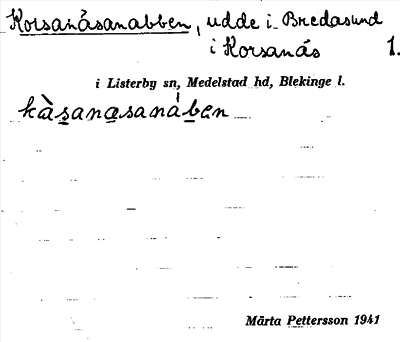 Korsanäsanabben, udde i Bredasund
i Korsanäs 1.
i Listerby sn, Medelstad hd, Blekinge l.
kàsanasanáben
Märta Pettersson 1941